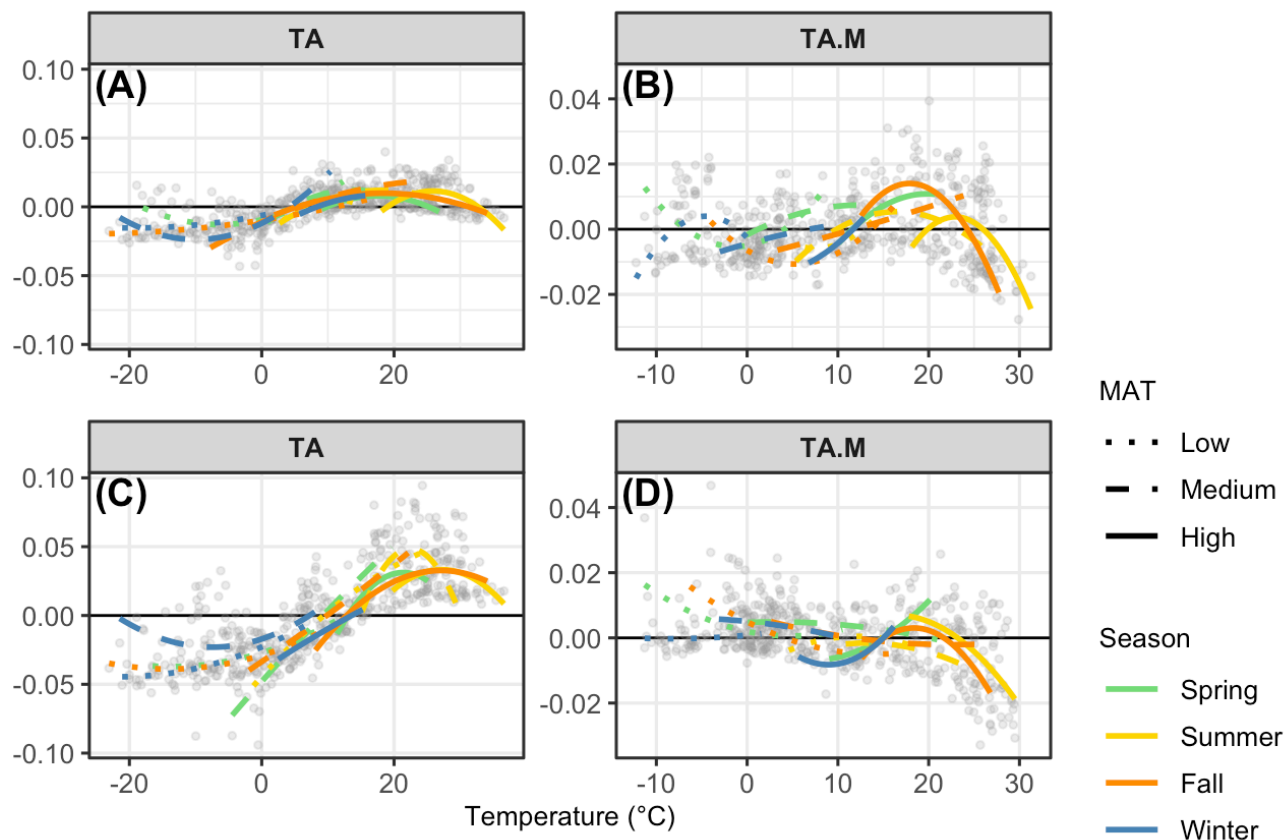 TA
TA.M
(A)
(B)
0.10
0.05
0.00
-0.05
-0.10
0.04
0.02
0.00
-0.02
-20
0
20
-10
0
10
20
30
TA
TA.M
(C)
(D)
0.10
0.05
0.00
-0.05
-0.10
0.04
0.02
0.00
-0.02
-20
0
20
-10
0
10
20
30
Temperature (°C)
MAT
Low
Medium
High
Season
Spring
Summer
Fall
Winter